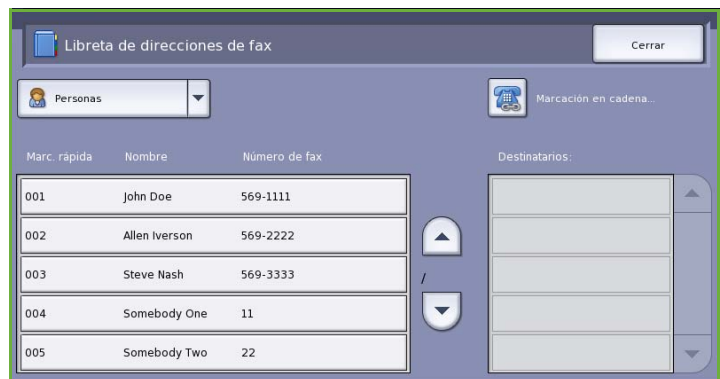 Libreta de direcciones de fax
Cerrar
Personas
Marcación en cadena...
Marc. rápida Nombre Número de fax Destinatarios:
001 John Doe 569-1111
002 Allen Iverson 569-2222
003 Steve Nash 569-3333
/
004 Somebody One 11
005 Somebody Two 22